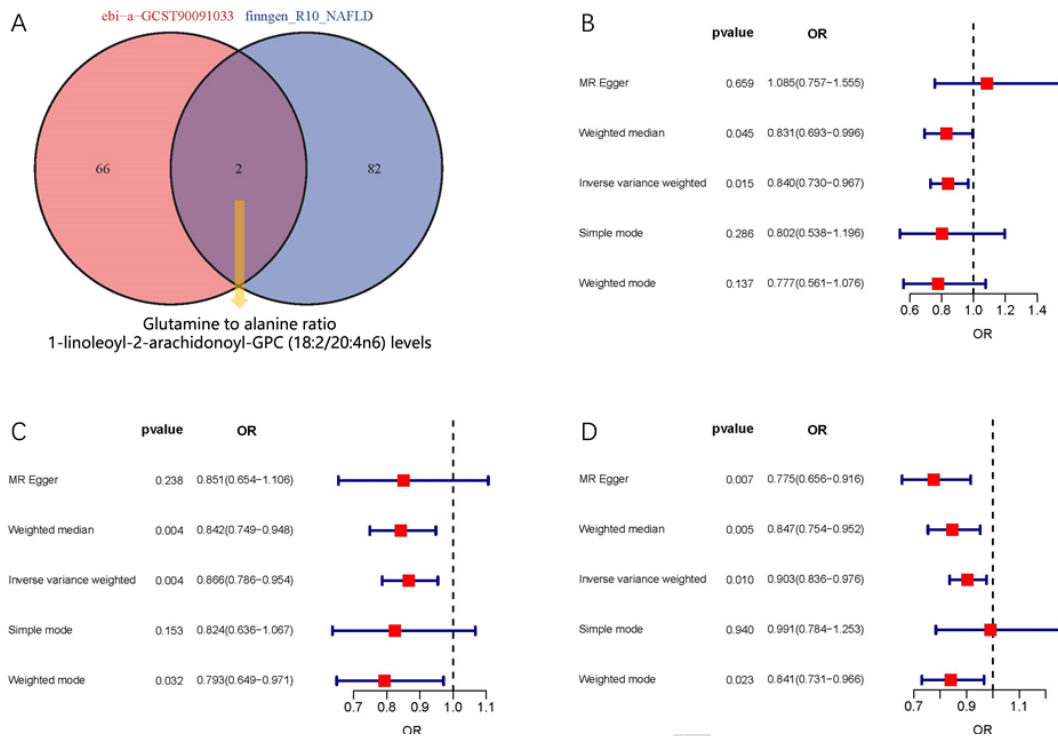 A
ebi-a-GCST90091033 finngen_R10_NAFLD
66 2 82
Glutamine to alanine ratio
1-linoleoyl-2-arachidonoyl-GPC (18:2/20:4n6) levels
B
pvalue OR
MR Egger 0.659 1.085(0.757−1.555)
Weighted median 0.045 0.831(0.693−0.996)
Inverse variance weighted 0.015 0.840(0.730−0.967)
Simple mode 0.286 0.802(0.538−1.196)
Weighted mode 0.137 0.777(0.561−1.076)
0.6 0.8 1.0 1.2 1.4
OR
C
pvalue OR
MR Egger 0.238 0.851(0.654−1.106)
Weighted median 0.004 0.842(0.749−0.948)
Inverse variance weighted 0.004 0.866(0.786−0.954)
Simple mode 0.153 0.824(0.636−1.067)
Weighted mode 0.032 0.793(0.649−0.971)
0.7 0.8 0.9 1.0 1.1
OR
D
pvalue OR
MR Egger 0.007 0.775(0.656−0.916)
Weighted median 0.005 0.847(0.754−0.952)
Inverse variance weighted 0.010 0.903(0.836−0.976)
Simple mode 0.940 0.991(0.784−1.253)
Weighted mode 0.023 0.841(0.731−0.966)
0.7 0.9 1.1
OR